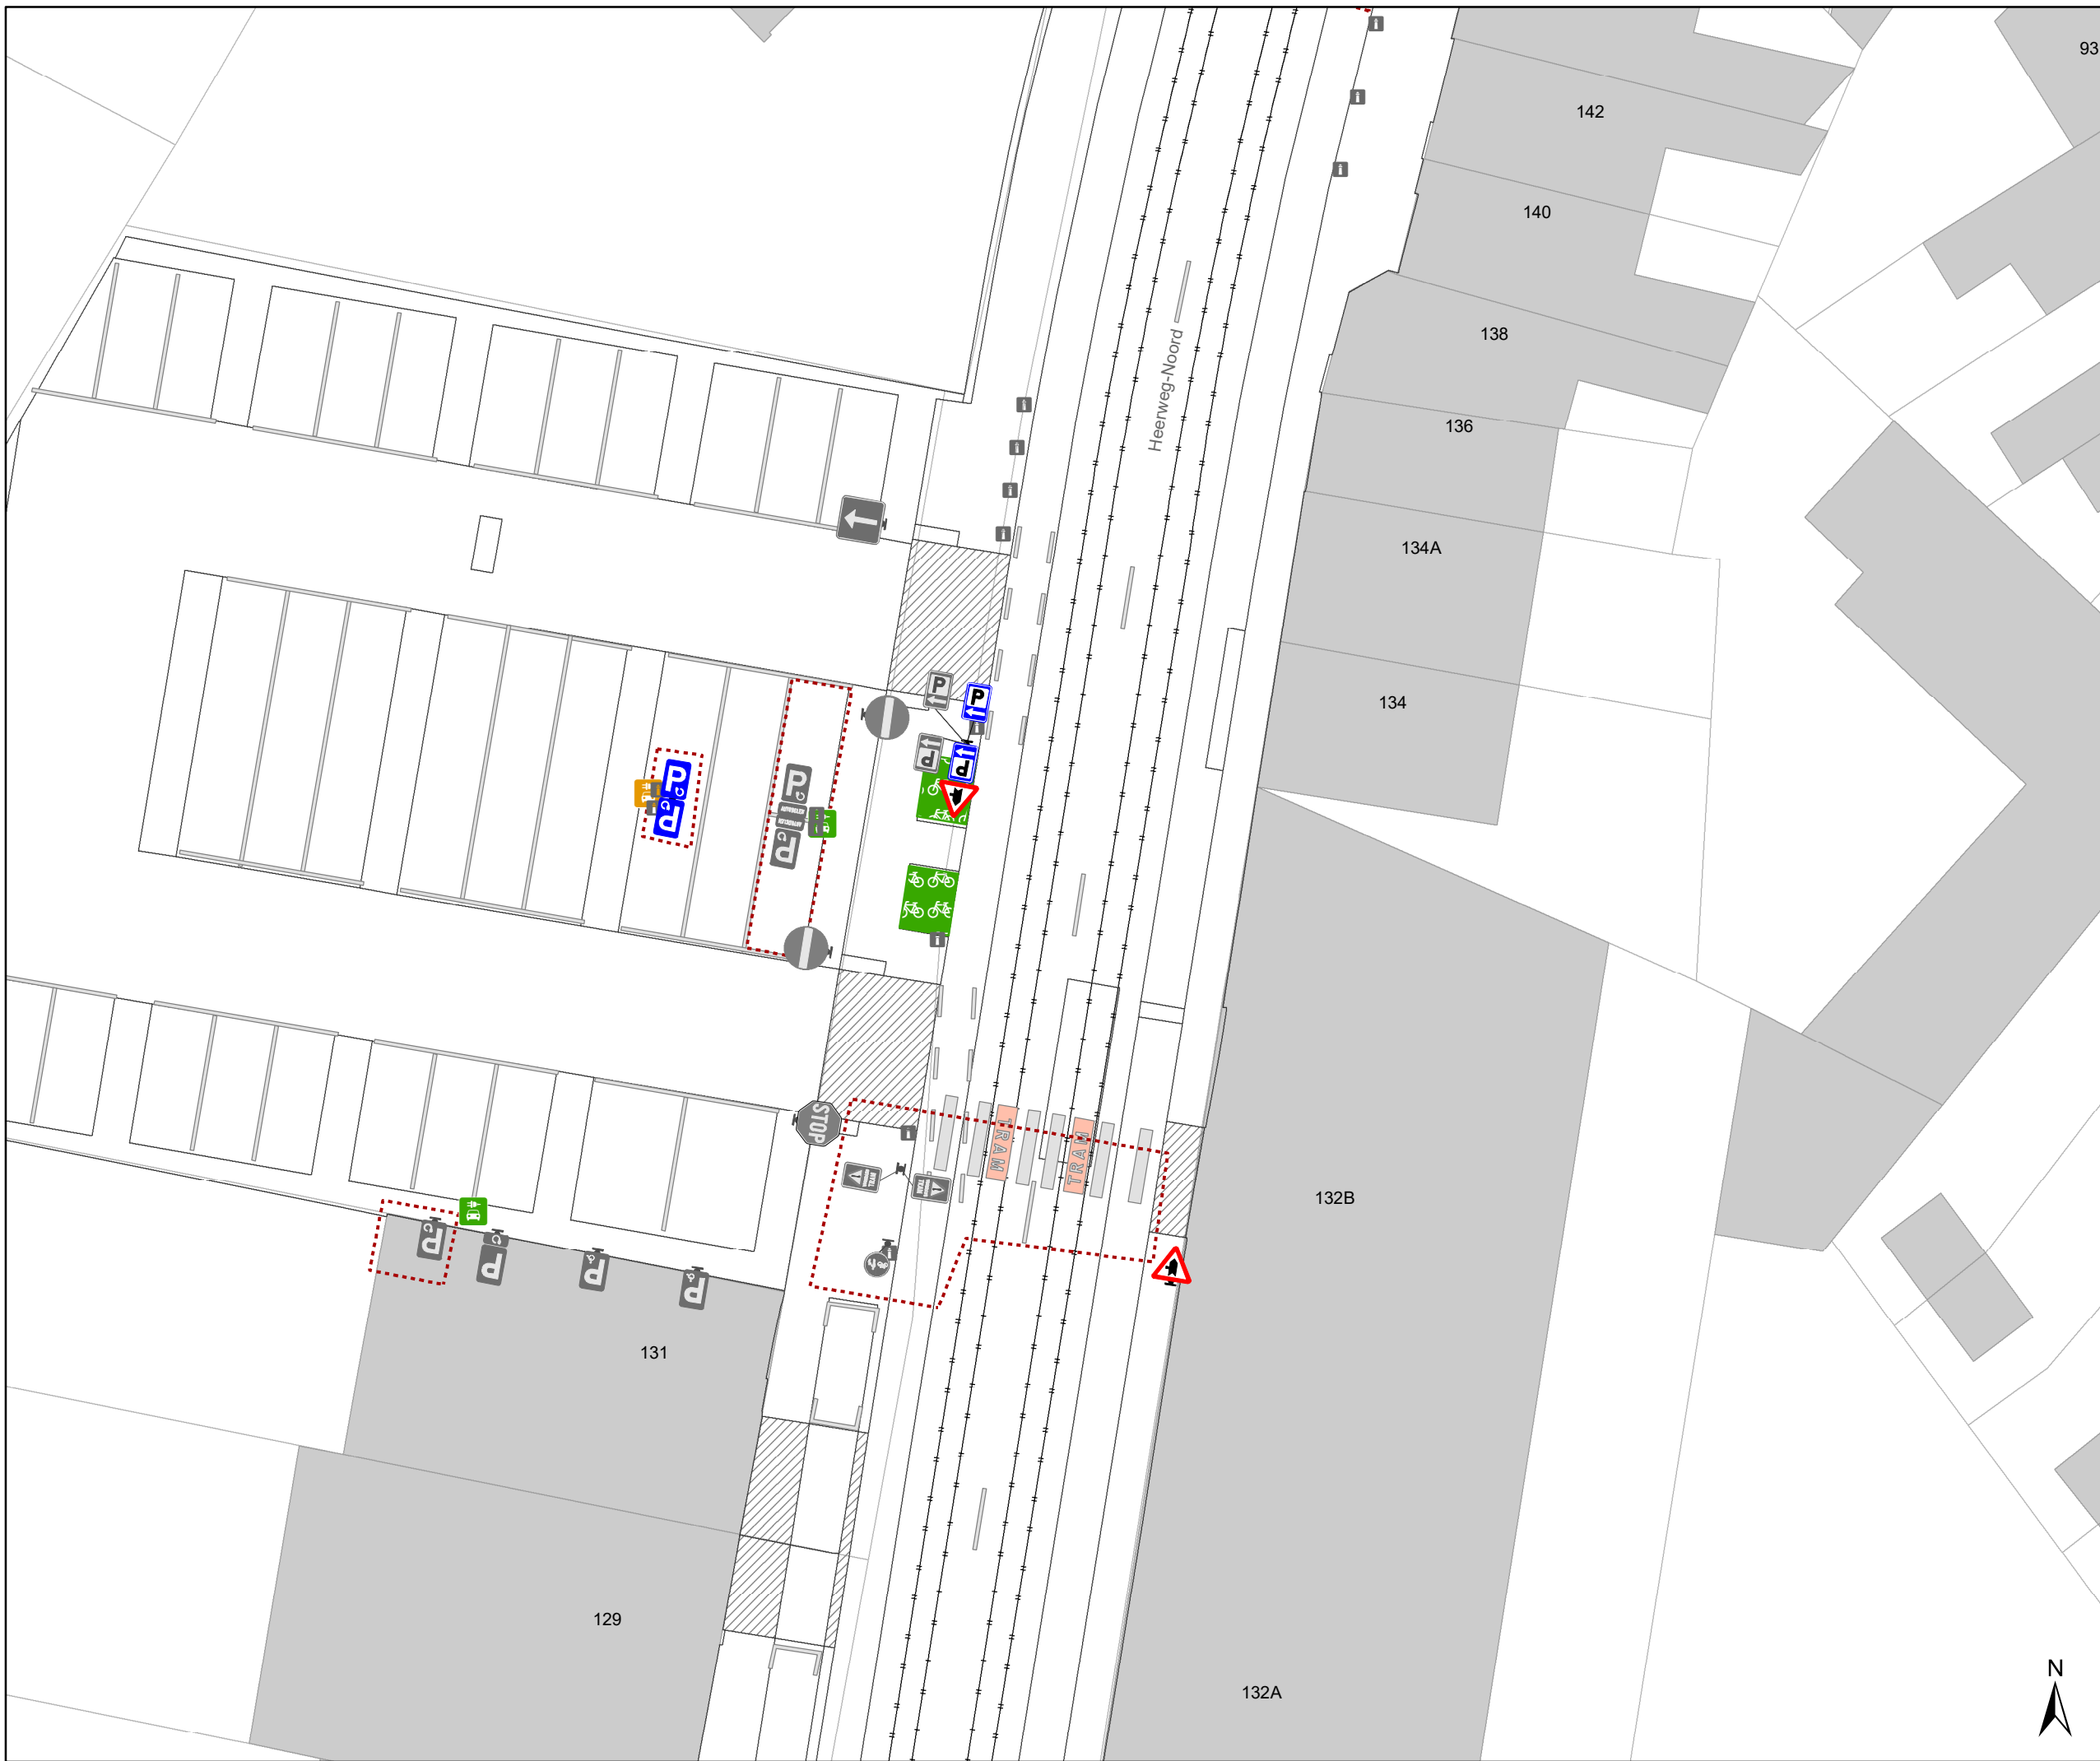 93
142
140
138
Heerweg-Noord
136
134A
134
P
P
P
P
P
P
P
P
STOP
TRAM
TRAM
132B
P
P
P
P
131
129
132A
N